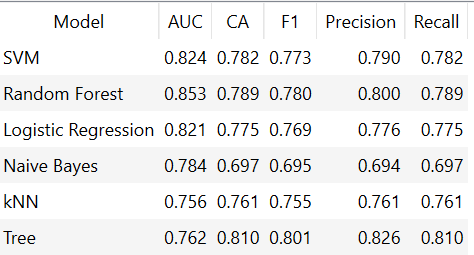 Model AUC CA F1 Precision Recall
SVM 0.824 0.782 0.773 0.790 0.782
Random Forest 0.853 0.789 0.780 0.800 0.789
Logistic Regression 0.821 0.775 0.769 0.776 0.775
Naive Bayes 0.784 0.697 0.695 0.694 0.697
kNN 0.756 0.761 0.755 0.761 0.761
Tree 0.762 0.810 0.801 0.826 0.810